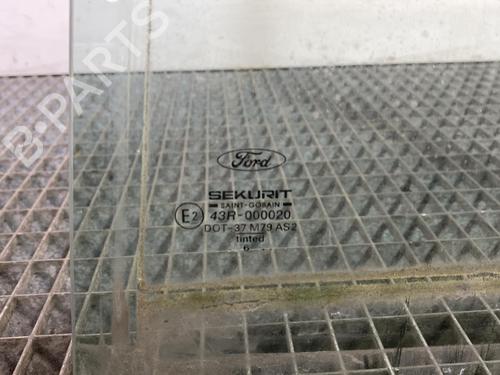 B-PARTS
Ford
SEKURIT
SAINT-GOBAIN
E2 43R-000020
DOT-37 M79 AS2
tinted
6